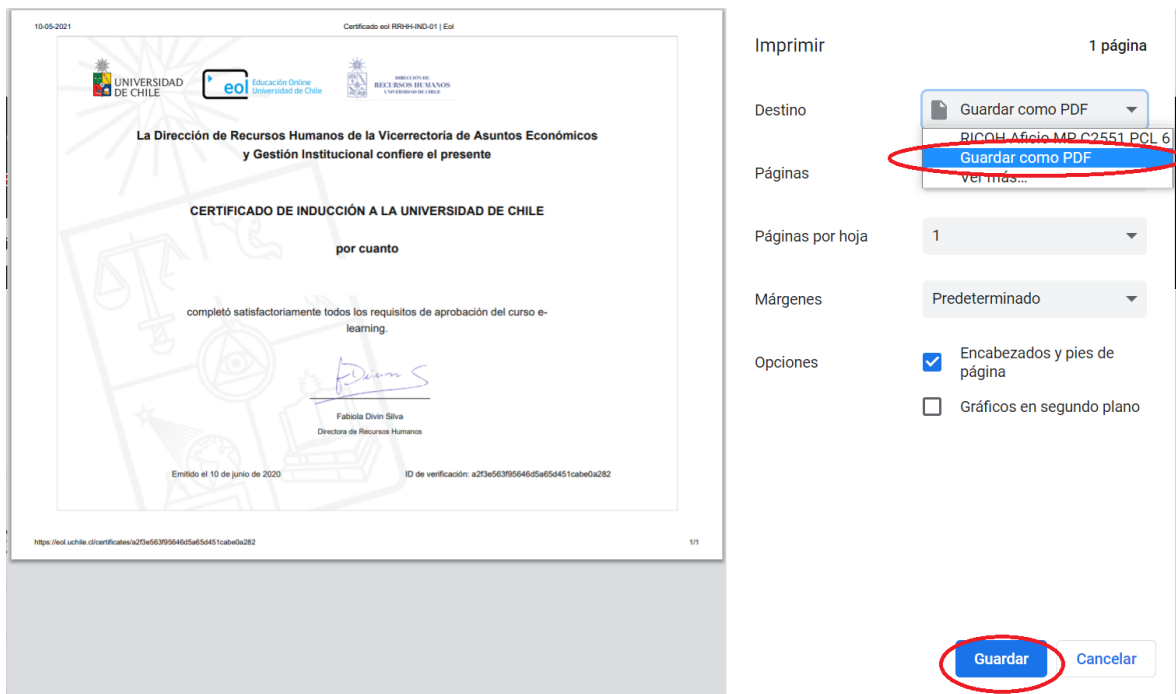 10-05-2021
Certificado eol RRHH-IND-01 | Eol
UNIVERSIDAD
DE CHILE
eol
Educación Online
Universidad de Chile
DIRECCIÓN DE
RECURSOS HUMANOS
UNIVERSIDAD DE CHILE
La Dirección de Recursos Humanos de la Vicerrectoría de Asuntos Económicos
y Gestión Institucional confiere el presente
CERTIFICADO DE INDUCCIÓN A LA UNIVERSIDAD DE CHILE
por cuanto
completó satisfactoriamente todos los requisitos de aprobación del curso e-
learning.
Fabiola Divin Silva
Directora de Recursos Humanos
Emitido el 10 de junio de 2020
ID de verificación: a2f3e563f95646d5a65d451cabe0a282
https://eol.uchile.cl/certificates/a2f3e563f95646d5a65d451cabe0a282
1/1
Imprimir
1 página
Destino
Guardar como PDF
RICOH Aficio MP C2551 PCL 6
Guardar como PDF
Ver más...
Páginas
Páginas por hoja
1
Márgenes
Predeterminado
Opciones
Encabezados y pies de
página
Gráficos en segundo plano
Guardar
Cancelar